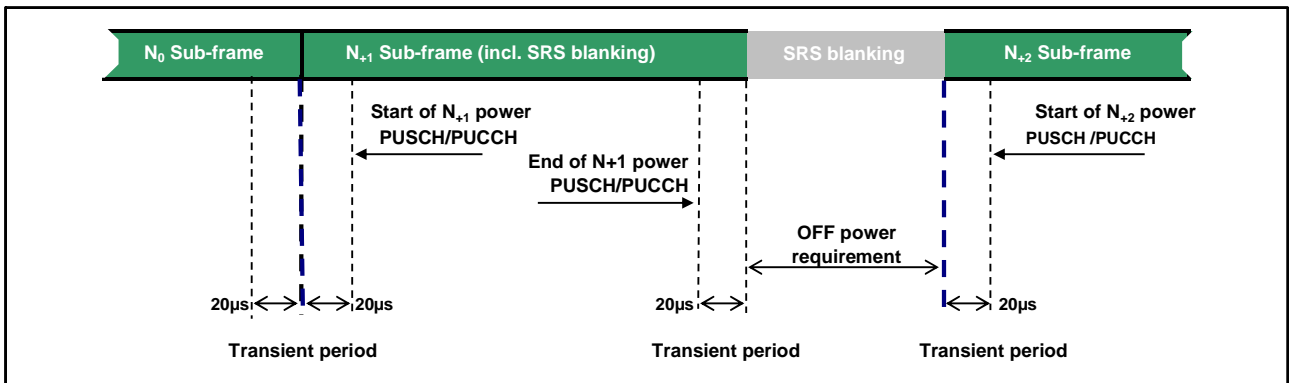 N0 Sub-frame
N+1 Sub-frame (incl. SRS blanking)
SRS blanking
N+2 Sub-frame
Start of N+1 power
PUSCH/PUCCH
End of N+1 power
PUSCH/PUCCH
Start of N+2 power
PUSCH /PUCCH
OFF power
requirement
20µs
20µs
20µs
20µs
Transient period
Transient period
Transient period